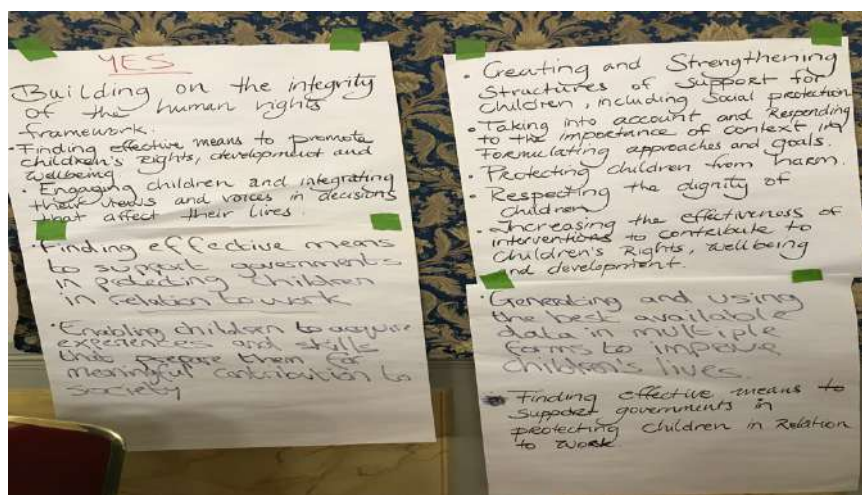 YES
Building on the integrity
of the human rights
framework.
• Finding effective means to promote
children's Rights, development and
wellbeing
• Engaging children and integrating
their views and voices in decisions
that affect their lives.
• Finding effective means
to support governments
in protecting children
in relation to work
• Enabling children to acquire
experiences and skills
that prepare them for
meaningful contribution to
society
• Creating and Strengthening
Structures of Support for
Children, including Social protection
• Taking into account and Responding
to the importance of context in
Formulating approaches and goals.
• Protecting children from harm.
• Respecting the dignity of
children
• Increasing the effectiveness of
interventions to contribute to
children's Rights, wellbeing
and development.
• Generating and using
the best available
data in multiple
forms to improve
children's lives.
• Finding effective means to
Support governments in
protecting children in Relation
to work.